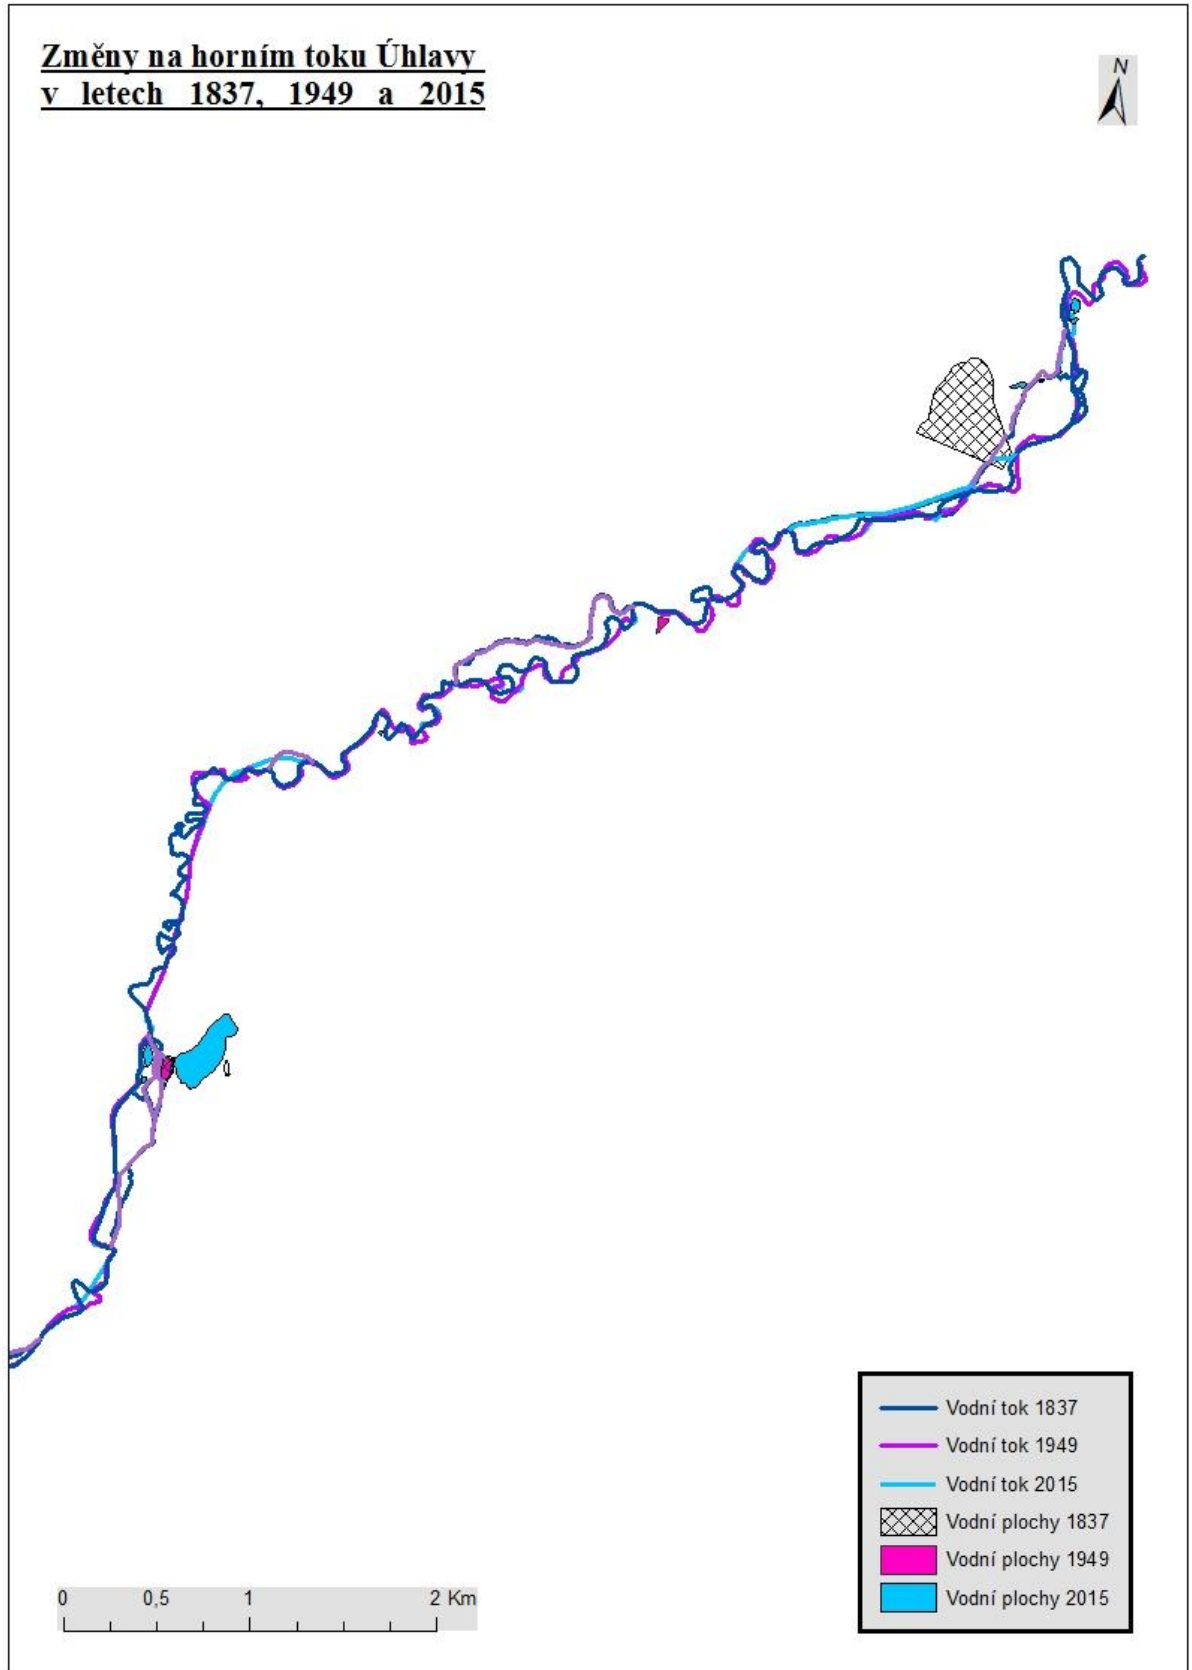 Změny na horním toku Úhlavy
v letech 1837, 1949 a 2015
N
Vodní tok 1837
Vodní tok 1949
Vodní tok 2015
Vodní plochy 1837
Vodní plochy 1949
Vodní plochy 2015
0 0,5 1 2 Km